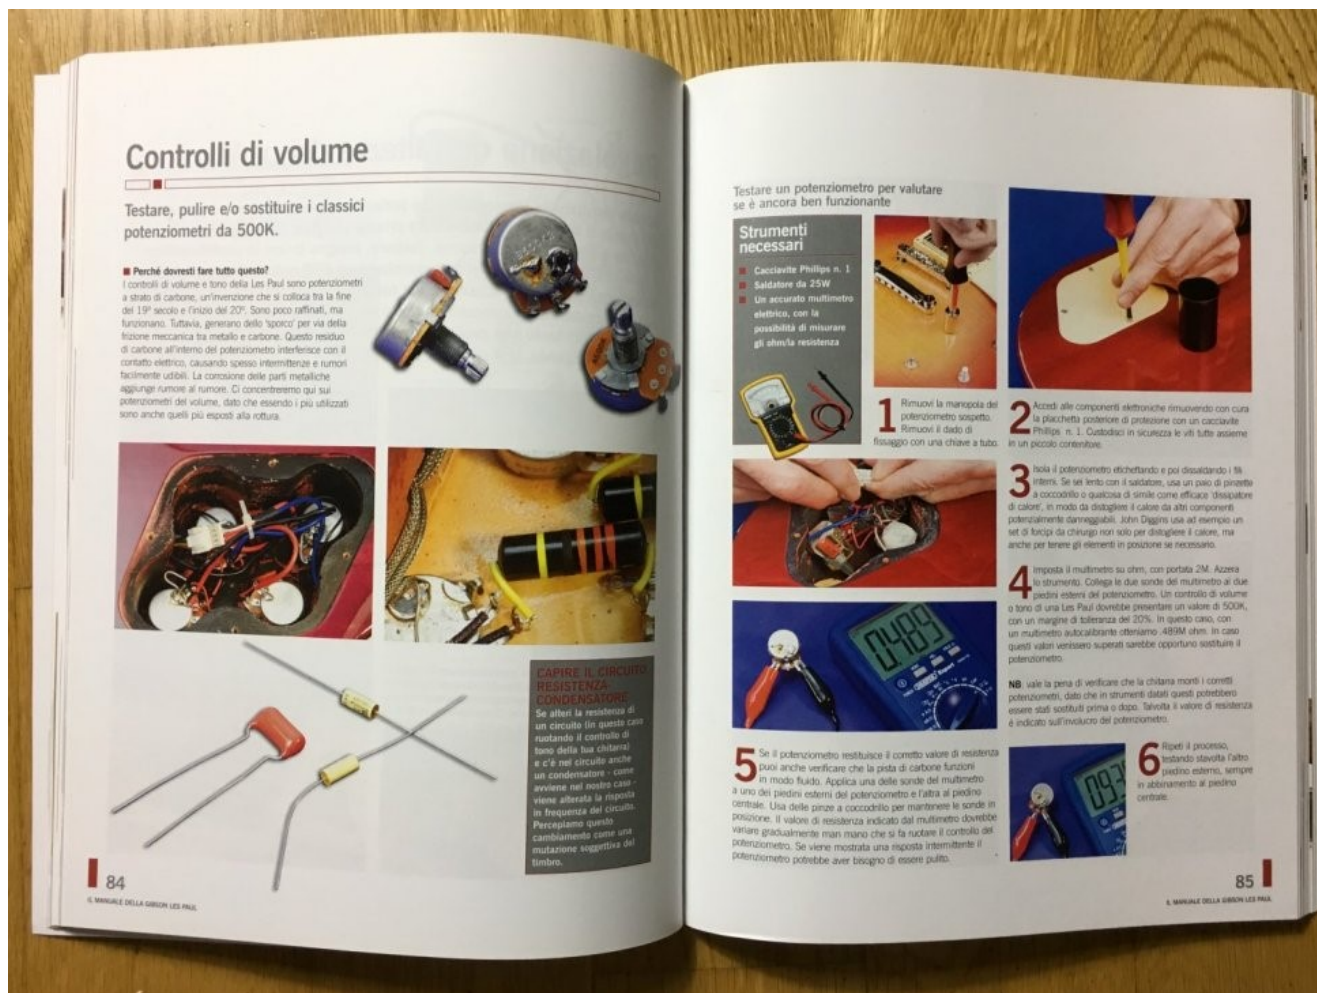 Controlli di volume
Testare, pulire e/o sostituire i classici
potenziometri da 500K.
Perché dovresti fare tutto questo?
I controlli di volume e tono della Les Paul sono potenziometri
a strato di carbone, un'invenzione che si colloca tra la fine
del 19º secolo e l'inizio del 20º. Sono poco raffinati, ma
funzionano. Tuttavia, generano dello 'sporco' per via della
frizione meccanica tra metallo e carbone. Questo residuo
di carbone all'interno del potenziometro interferisce con il
contatto elettrico, causando spesso intermittenze e rumori
facilmente udibili. La corrosione delle parti metalliche
aggiunge rumore al rumore. Ci concentreremo qui sui
potenziometri del volume, dato che essendo i più utilizzati
sono anche quelli più esposti alla rottura.
CAPIRE IL CIRCUITO
RESISTENZA-
CONDENSATORE
Se alteri la resistenza di
un circuito (in questo caso
ruotando il controllo di
tono della tua chitarra)
e c'è nel circuito anche
un condensatore - come
avviene nel nostro caso
viene alterata la risposta
in frequenza del circuito.
Percepiamo questo
cambiamento come una
mutazione soggettiva del
timbro.
84
IL MANUALE DELLA GIBSON LES PAUL
Testare un potenziometro per valutare
se è ancora ben funzionante
Strumenti
necessari
Cacciavite Phillips n. 1
Saldatore da 25W
Un accurato multimetro
elettrico, con la
possibilità di misurare
gli ohm/la resistenza
1 Rimuovi la manopola del
potenziometro sospetto.
Rimuovi il dado di
fissaggio con una chiave a tubo.
2 Accedi alle componenti elettroniche rimuovendo con cura
la placchetta posteriore di protezione con un cacciavite
Phillips n. 1. Custodisci in sicurezza le viti tutte assieme
in un piccolo contenitore.
3 Isola il potenziometro etichettando e poi dissaldando i fili
interni. Se sei lento con il saldatore, usa un paio di pinzette
a coccodrillo o qualcosa di simile come efficace 'dissipatore
di calore', in modo da distogliere il calore da altri componenti
potenzialmente danneggiabili. John Diggins usa ad esempio un
set di forcipi da chirurgo non solo per distogliere il calore, ma
anche per tenere gli elementi in posizione se necessario.
4 Imposta il multimetro su ohm, con portata 2M. Azzera
lo strumento. Collega le due sonde del multimetro ai due
piedini esterni del potenziometro. Un controllo di volume
o tono di una Les Paul dovrebbe presentare un valore di 500K,
con un margine di tolleranza del 20%. In questo caso, con
un multimetro autocalibrante otteniamo .489M ohm. In caso
questi valori venissero superati sarebbe opportuno sostituire il
potenziometro.
NB: vale la pena di verificare che la chitarra monti i corretti
potenziometri, dato che in strumenti datati questi potrebbero
essere stati sostituiti prima o dopo. Talvolta il valore di resistenza
è indicato sull'involucro del potenziometro.
0.489
Expert
5 Se il potenziometro restituisce il corretto valore di resistenza
puoi anche verificare che la pista di carbone funzioni
in modo fluido. Applica una delle sonde del multimetro
a uno dei piedini esterni del potenziometro e l'altra al piedino
centrale. Usa delle pinze a coccodrillo per mantenere le sonde in
posizione. Il valore di resistenza indicato dal multimetro dovrebbe
variare gradualmente man mano che si fa ruotare il controllo del
potenziometro. Se viene mostrata una risposta intermittente il
potenziometro potrebbe aver bisogno di essere pulito.
6 Ripeti il processo,
testando stavolta l'altro
piedino esterno, sempre
in abbinamento al piedino
centrale.
85
IL MANUALE DELLA GIBSON LES PAUL